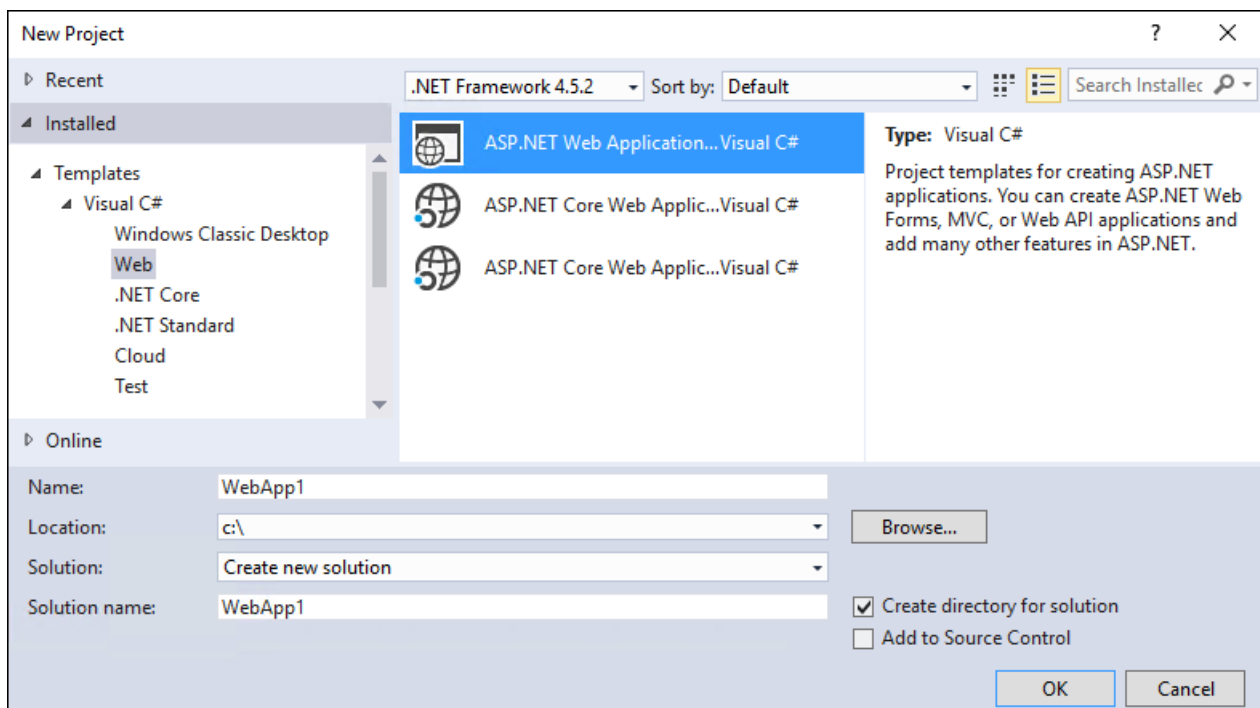 New Project
?
Recent
.NET Framework 4.5.2
Sort by:
Default
Search Installec
Installed
Templates
Visual C#
Windows Classic Desktop
Web
.NET Core
.NET Standard
Cloud
Test
Online
ASP.NET Web Application...Visual C#
ASP.NET Core Web Applic...Visual C#
ASP.NET Core Web Applic...Visual C#
Type: Visual C#
Project templates for creating ASP.NET
applications. You can create ASP.NET Web
Forms, MVC, or Web API applications and
add many other features in ASP.NET.
Name: WebApp1
Location: c:\
Browse...
Solution: Create new solution
Solution name: WebApp1
Create directory for solution
Add to Source Control
OK
Cancel